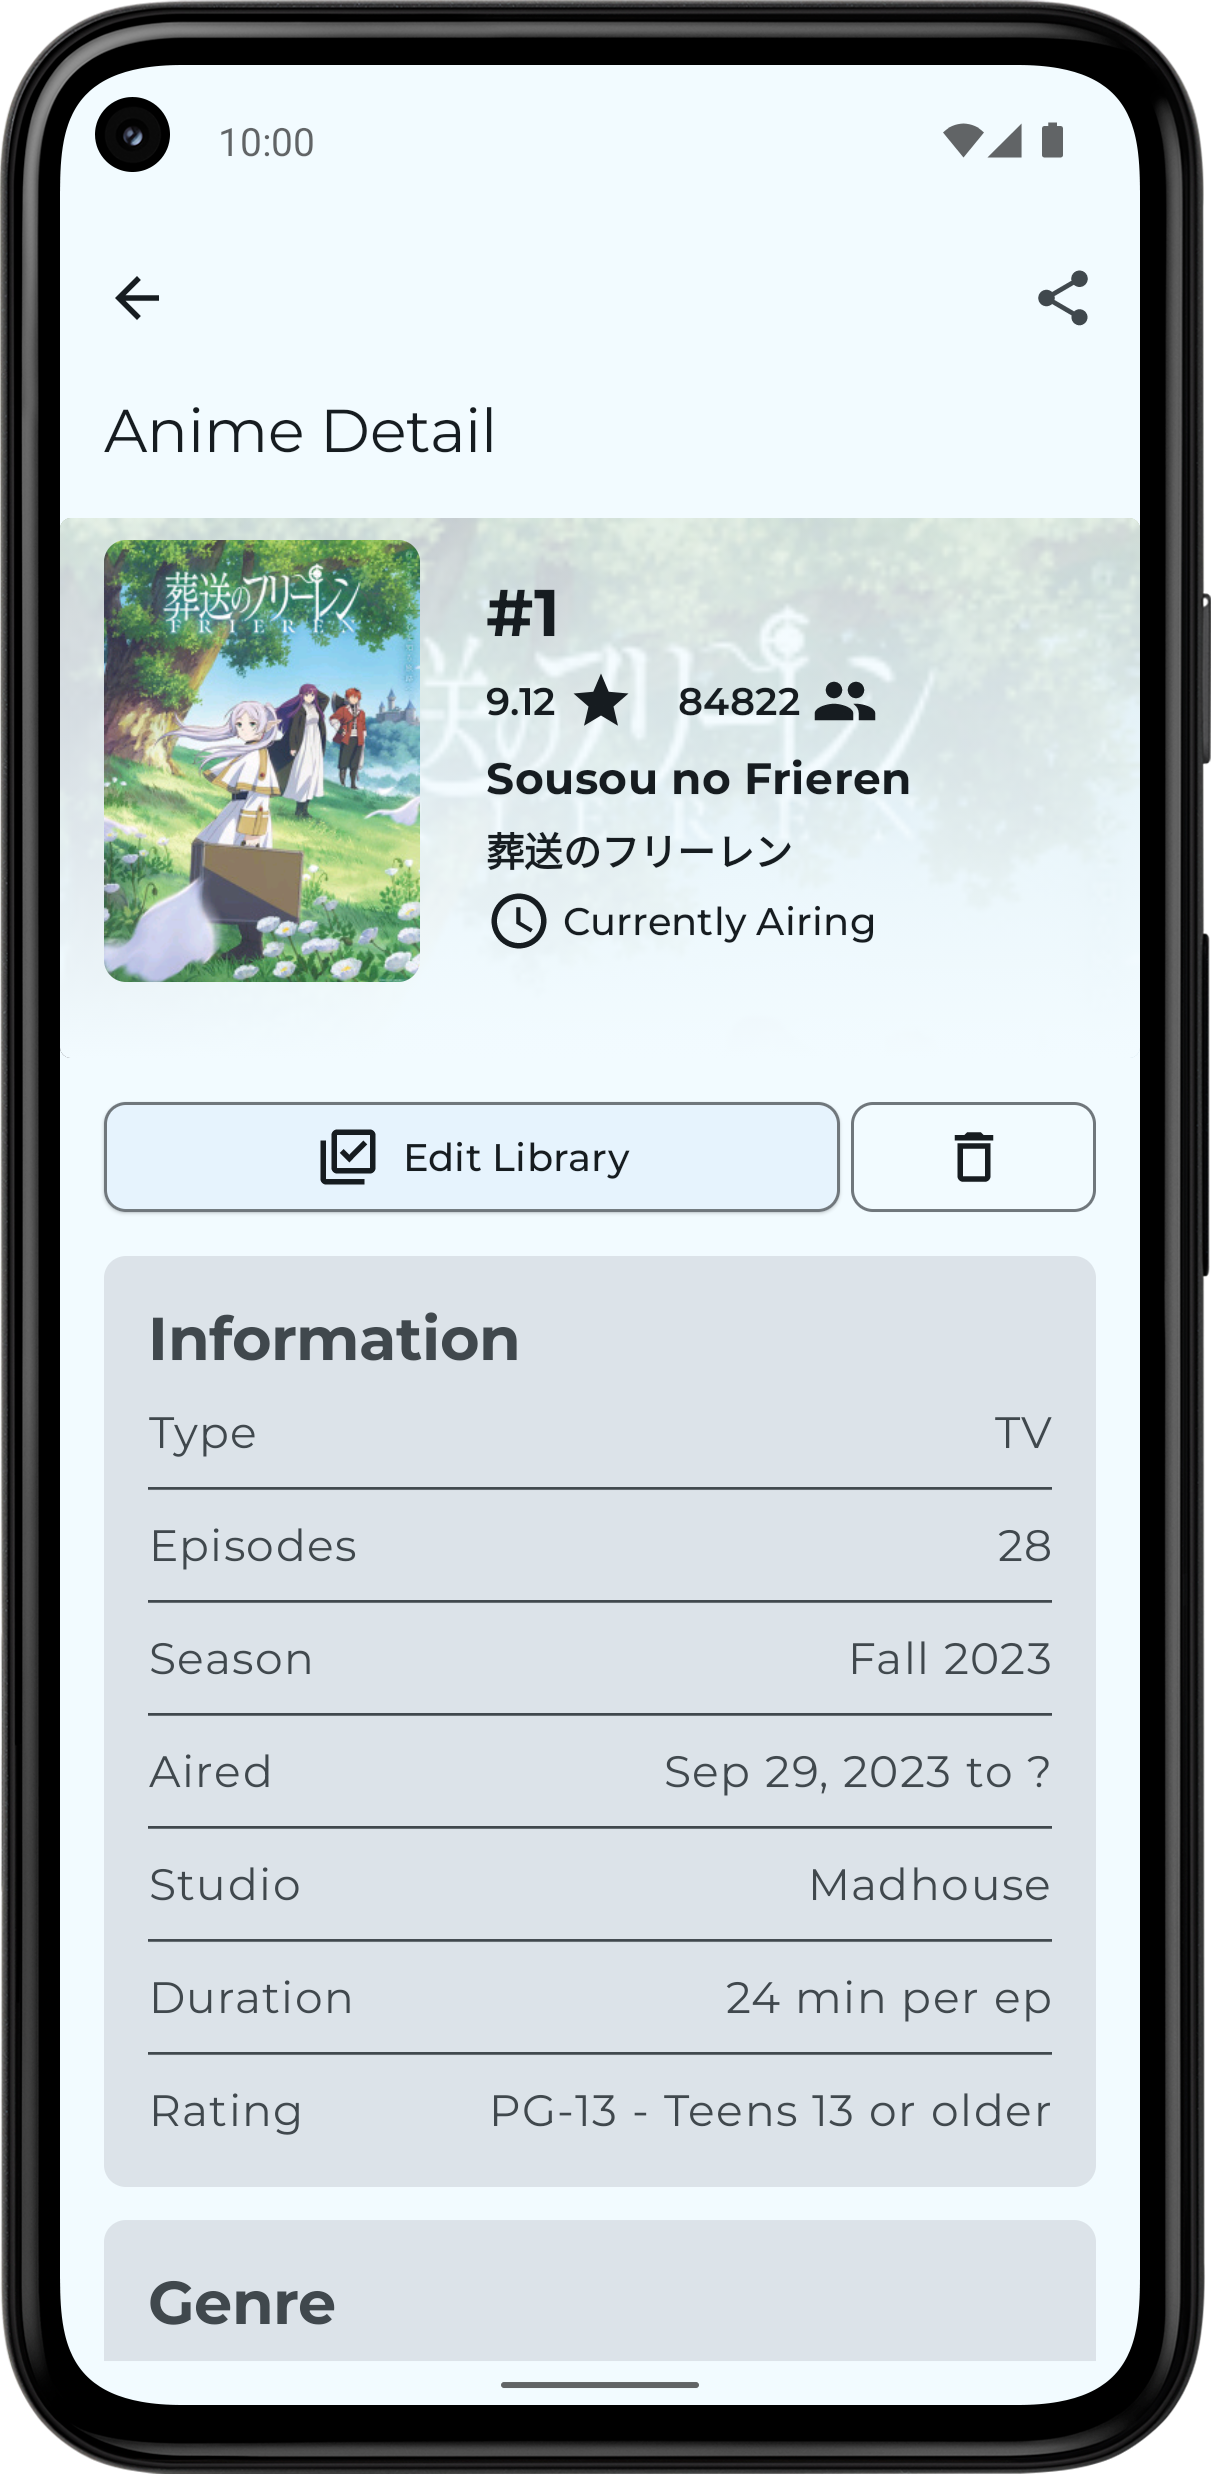 10:00
Anime Detail
葬送のフリーレン
FRIEREN
#1
9.12 84822
Sousou no Frieren
葬送のフリーレン
Currently Airing
Edit Library
Information
Type TV
Episodes 28
Season Fall 2023
Aired Sep 29, 2023 to ?
Studio Madhouse
Duration 24 min per ep
Rating PG-13 - Teens 13 or older
Genre